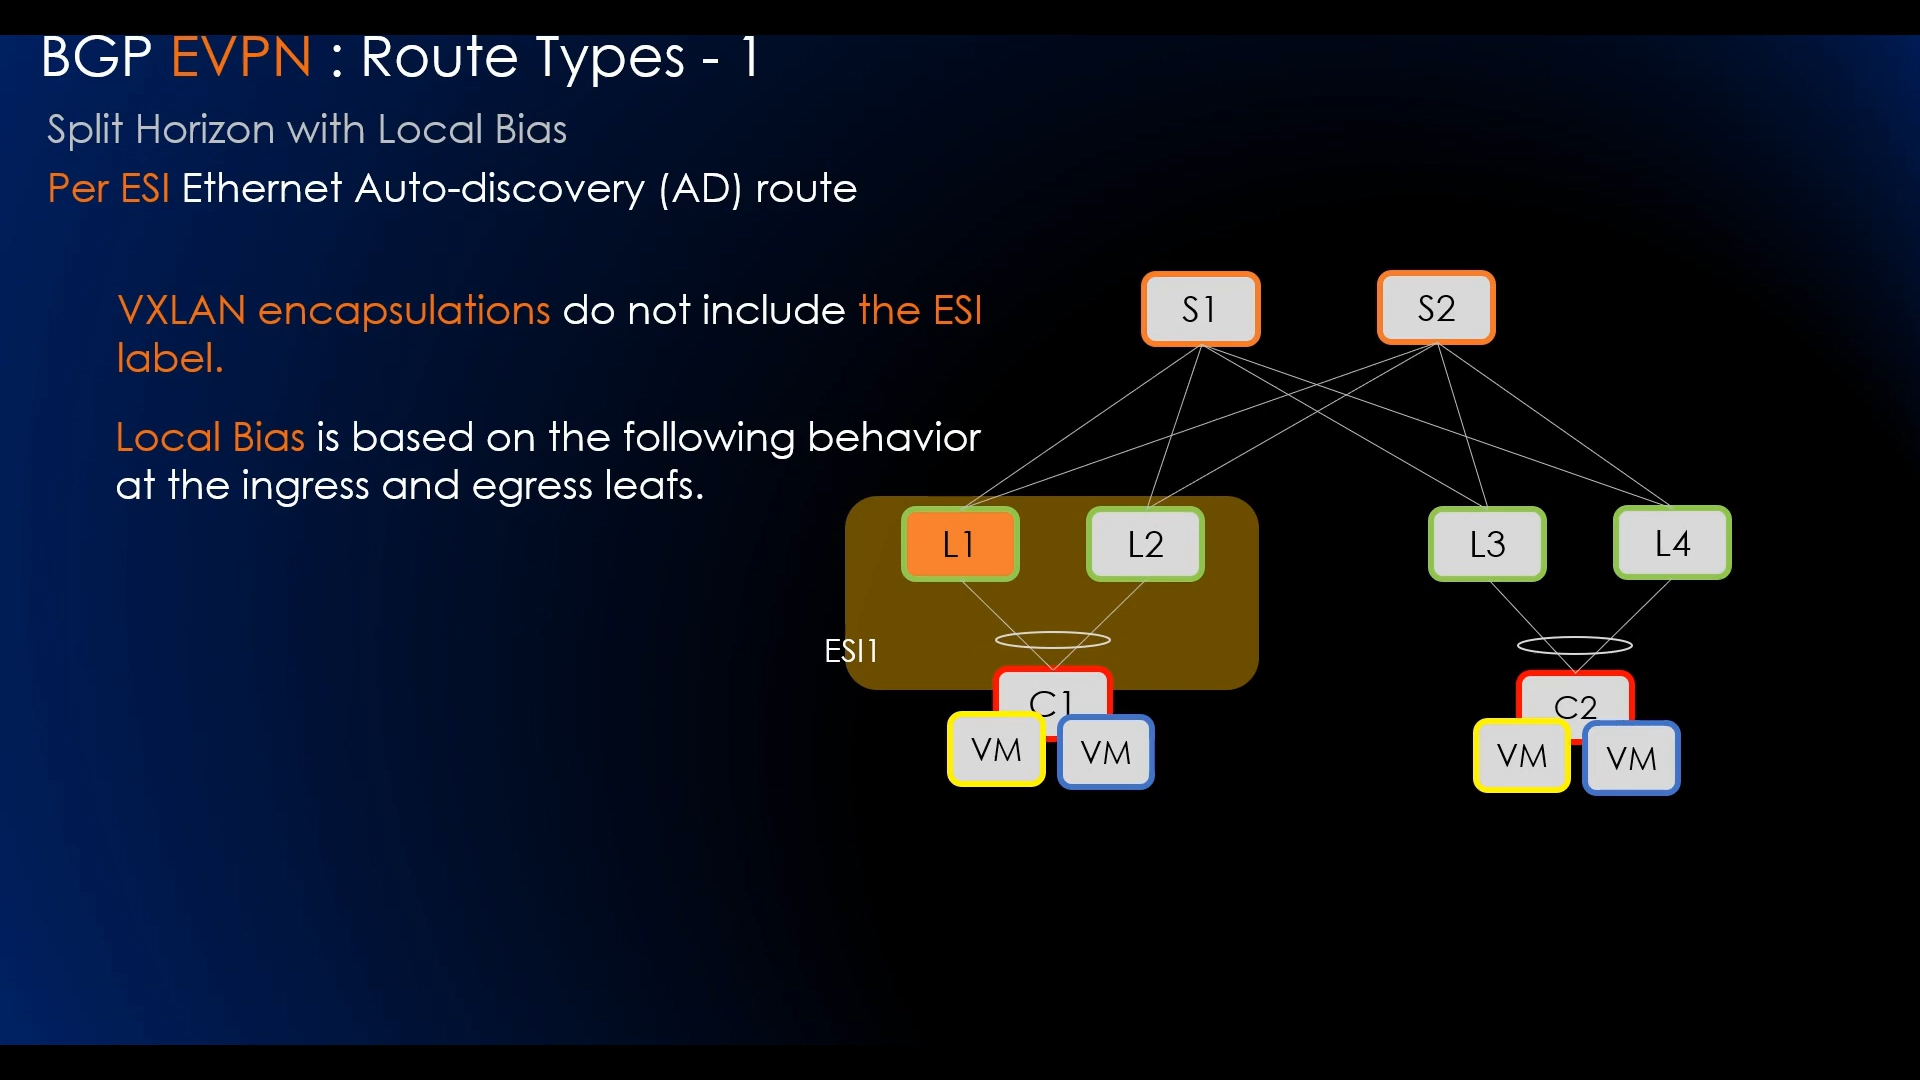 BGP EVPN : Route Types - 1
Split Horizon with Local Bias
Per ESI Ethernet Auto-discovery (AD) route
VXLAN encapsulations do not include the ESI
label.
Local Bias is based on the following behavior
at the ingress and egress leafs.
S1
S2
L1
L2
L3
L4
ESI1
C1
C2
VM
VM
VM
VM